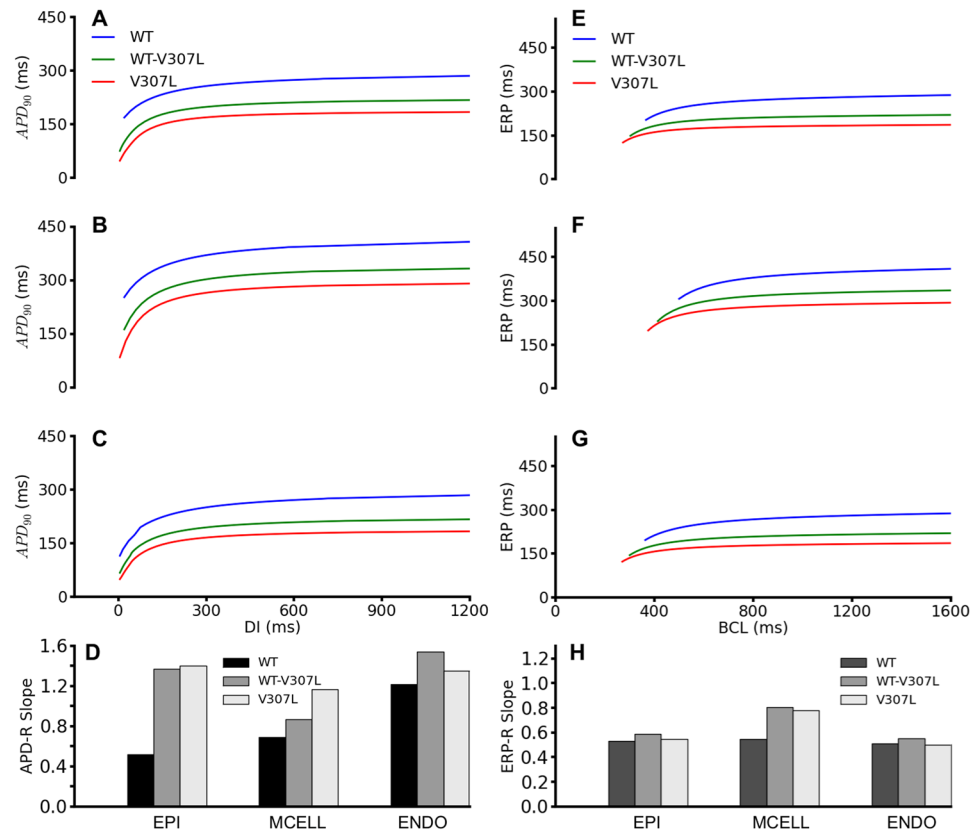 A
450
300
150
0
APD90 (ms)
WT
WT-V307L
V307L
E
450
300
150
0
ERP (ms)
WT
WT-V307L
V307L
B
450
300
150
0
APD90 (ms)
F
450
300
150
0
ERP (ms)
C
450
300
150
0
APD90 (ms)
0 300 600 900 1200
DI (ms)
G
450
300
150
0
ERP (ms)
0 400 800 1200 1600
BCL (ms)
D
1.6
1.2
0.8
0.4
0.0
APD-R Slope
WT
WT-V307L
V307L
EPI MCELL ENDO
H
1.2
1.0
0.8
0.6
0.4
0.2
0.0
ERP-R Slope
WT
WT-V307L
V307L
EPI MCELL ENDO